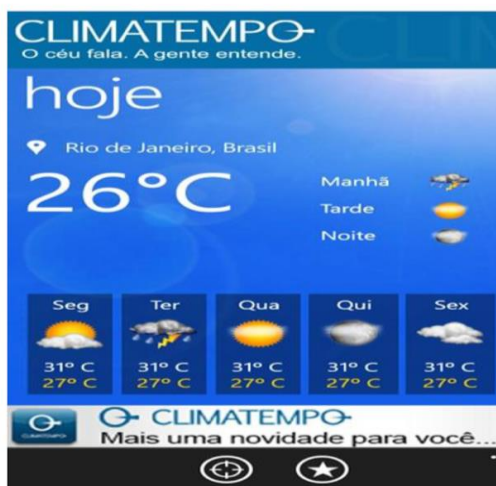 CLIMATEMPO
O céu fala. A gente entende.
hoje
Rio de Janeiro, Brasil
26°C
Manhã
Tarde
Noite
Seg Ter Qua Qui Sex
31º C 31º C 31º C 31º C 31º C
27º C 27º C 27º C 27º C 27º C
CLIMATEMPO
CLIMATEMPO
Mais uma novidade para você...